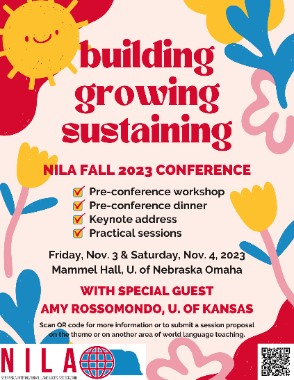 building
growing
sustaining
NILA FALL 2023 CONFERENCE
Pre-conference workshop
Pre-conference dinner
Keynote address
Practical sessions
Friday, Nov. 3 & Saturday, Nov. 4, 2023
Mammel Hall, U. of Nebraska Omaha
WITH SPECIAL GUEST
AMY ROSSOMONDO, U. OF KANSAS
Scan QR code for more information or to submit a session proposal
on the theme or on another area of world language teaching.
NILA